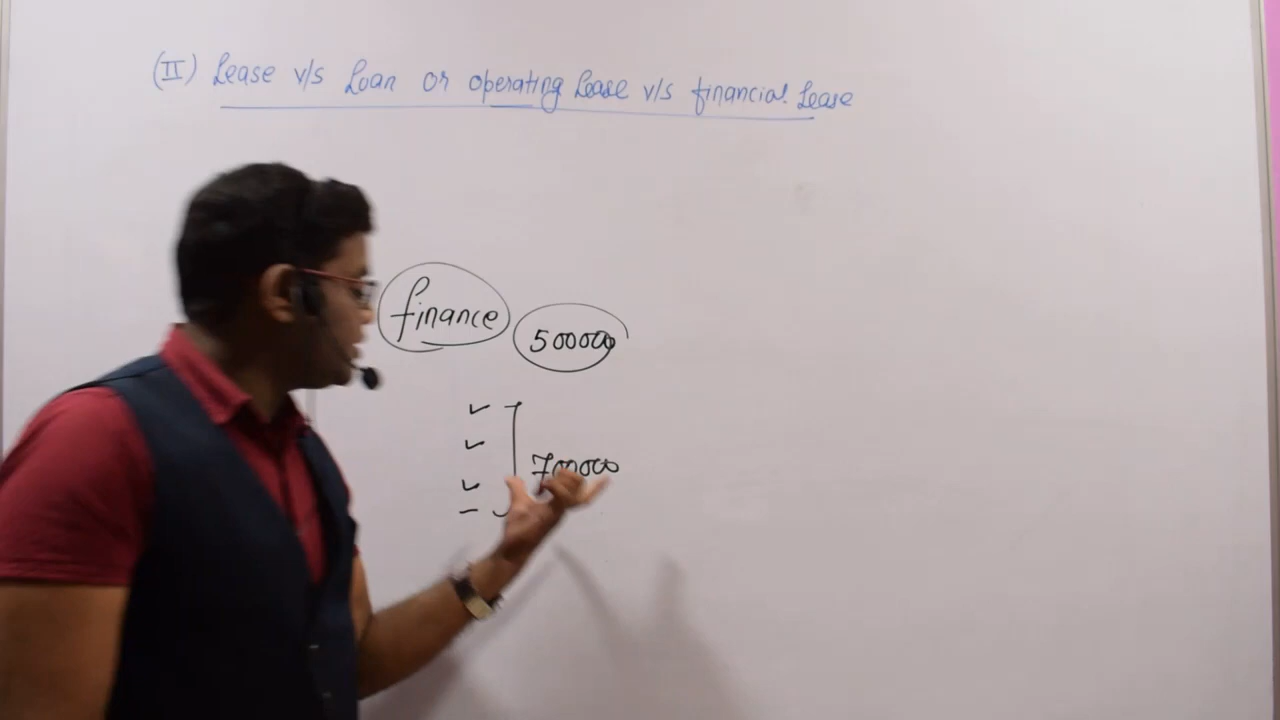 (II) Lease v/s Loan or operating Lease v/s financial Lease
finance 500000
700000